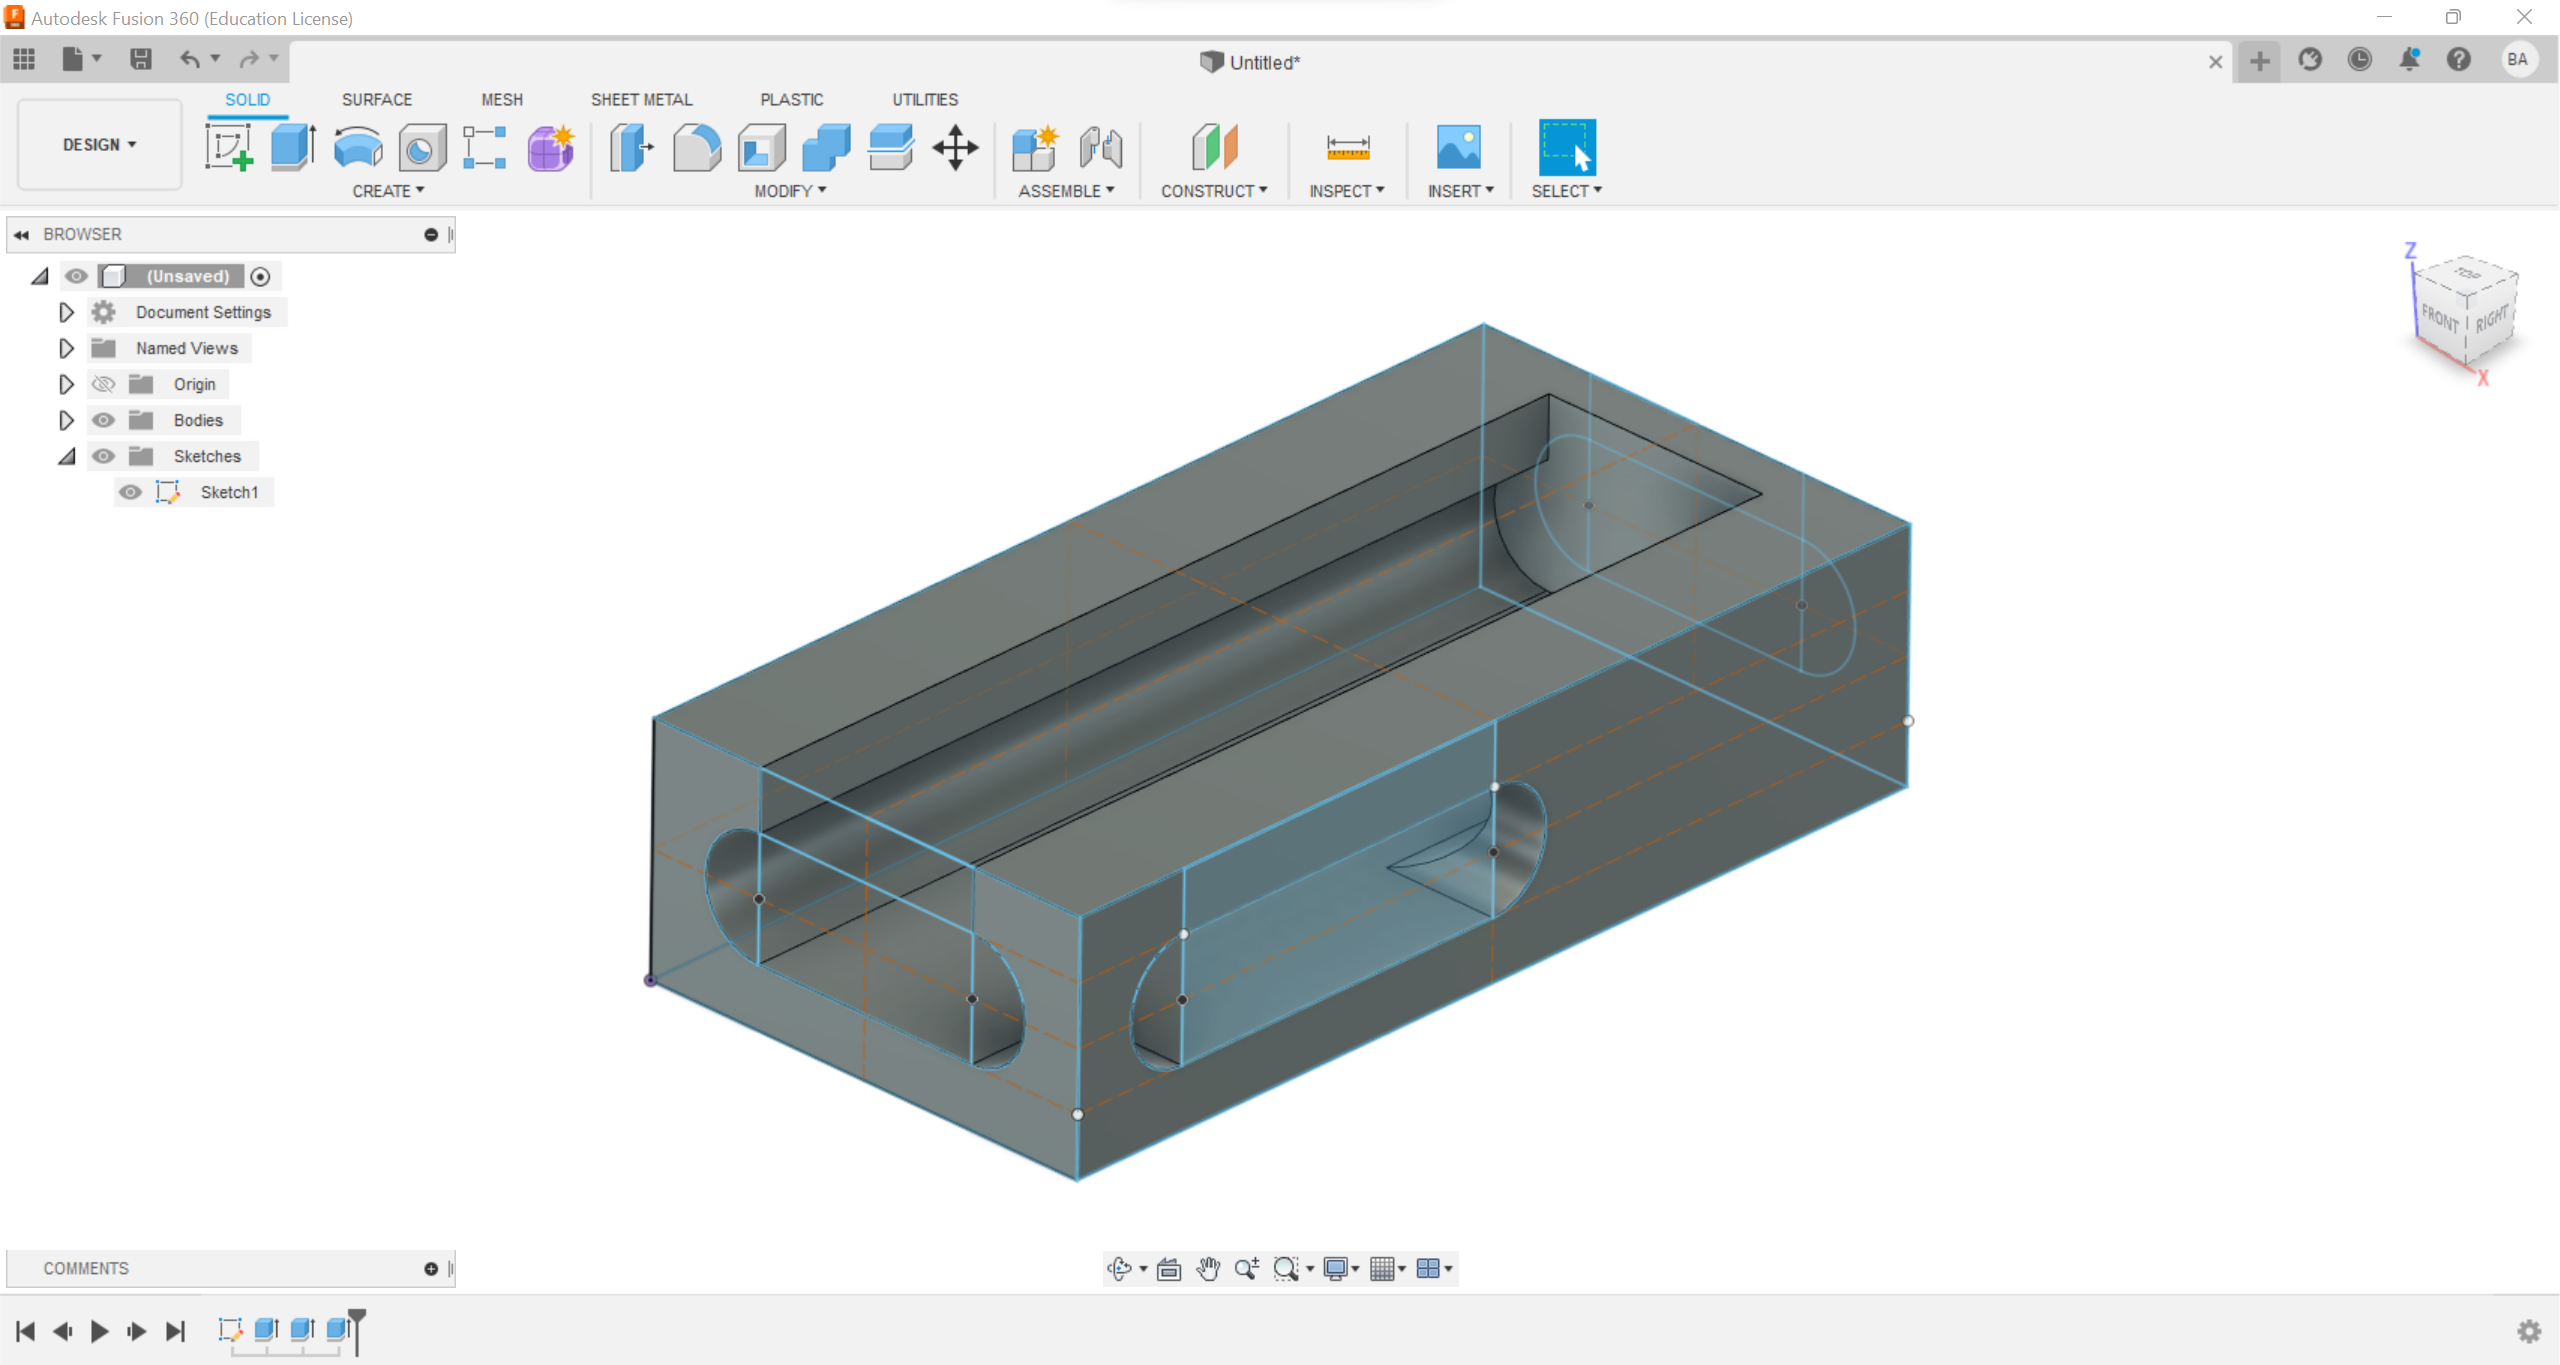 Autodesk Fusion 360 (Education License)
Untitled*
BA
SOLID SURFACE MESH SHEET METAL PLASTIC UTILITIES
DESIGN
CREATE MODIFY ASSEMBLE CONSTRUCT INSPECT INSERT SELECT
BROWSER
(Unsaved)
Document Settings
Named Views
Origin
Bodies
Sketches
Sketch1
Z
TOP
FRONT
RIGHT
X
COMMENTS